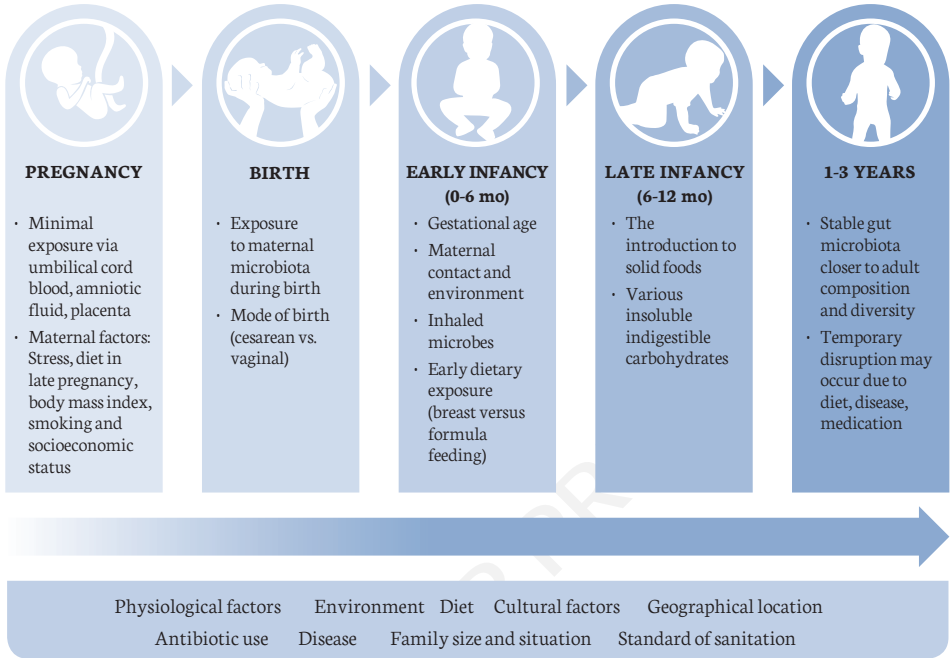 PREGNANCY
· Minimal
exposure via
umbilical cord
blood, amniotic
fluid, placenta
· Maternal factors:
Stress, diet in
late pregnancy,
body mass index,
smoking and
socioeconomic
status
BIRTH
· Exposure
to maternal
microbiota
during birth
· Mode of birth
(cesarean vs.
vaginal)
EARLY INFANCY
(0-6 mo)
· Gestational age
· Maternal
contact and
environment
· Inhaled
microbes
· Early dietary
exposure
(breast versus
formula
feeding)
LATE INFANCY
(6-12 mo)
· The
introduction to
solid foods
· Various
insoluble
indigestible
carbohydrates
1-3 YEARS
· Stable gut
microbiota
closer to adult
composition
and diversity
· Temporary
disruption may
occur due to
diet, disease,
medication
Physiological factors Environment Diet Cultural factors Geographical location
Antibiotic use Disease Family size and situation Standard of sanitation